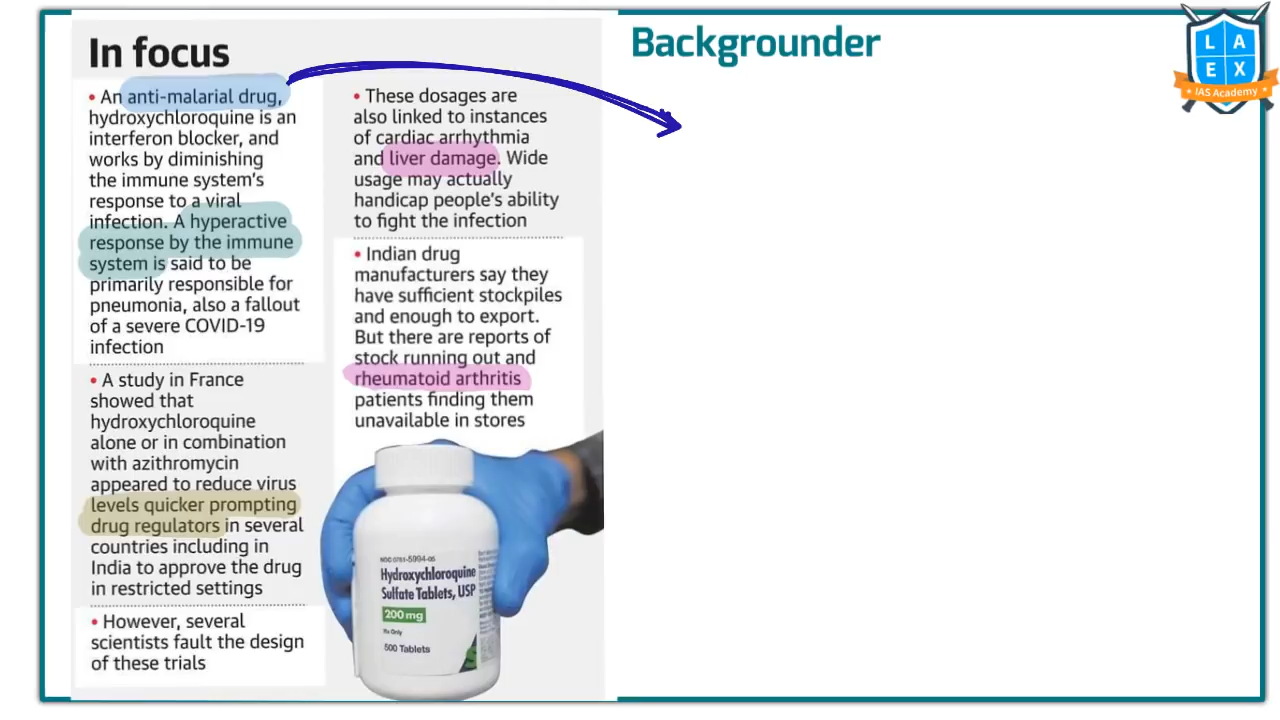 In focus
• An anti-malarial drug,
hydroxychloroquine is an
interferon blocker, and
works by diminishing
the immune system's
response to a viral
infection. A hyperactive
response by the immune
system is said to be
primarily responsible for
pneumonia, also a fallout
of a severe COVID-19
infection
• A study in France
showed that
hydroxychloroquine
alone or in combination
with azithromycin
appeared to reduce virus
levels quicker prompting
drug regulators in several
countries including in
India to approve the drug
in restricted settings
• However, several
scientists fault the design
of these trials
• These dosages are
also linked to instances
of cardiac arrhythmia
and liver damage. Wide
usage may actually
handicap people's ability
to fight the infection
• Indian drug
manufacturers say they
have sufficient stockpiles
and enough to export.
But there are reports of
stock running out and
rheumatoid arthritis
patients finding them
unavailable in stores
NDC 0781-5994-05
Hydroxychloroquine
Sulfate Tablets, USP
200 mg
Rx Only
500 Tablets
Backgrounder
L A
E X
IAS Academy